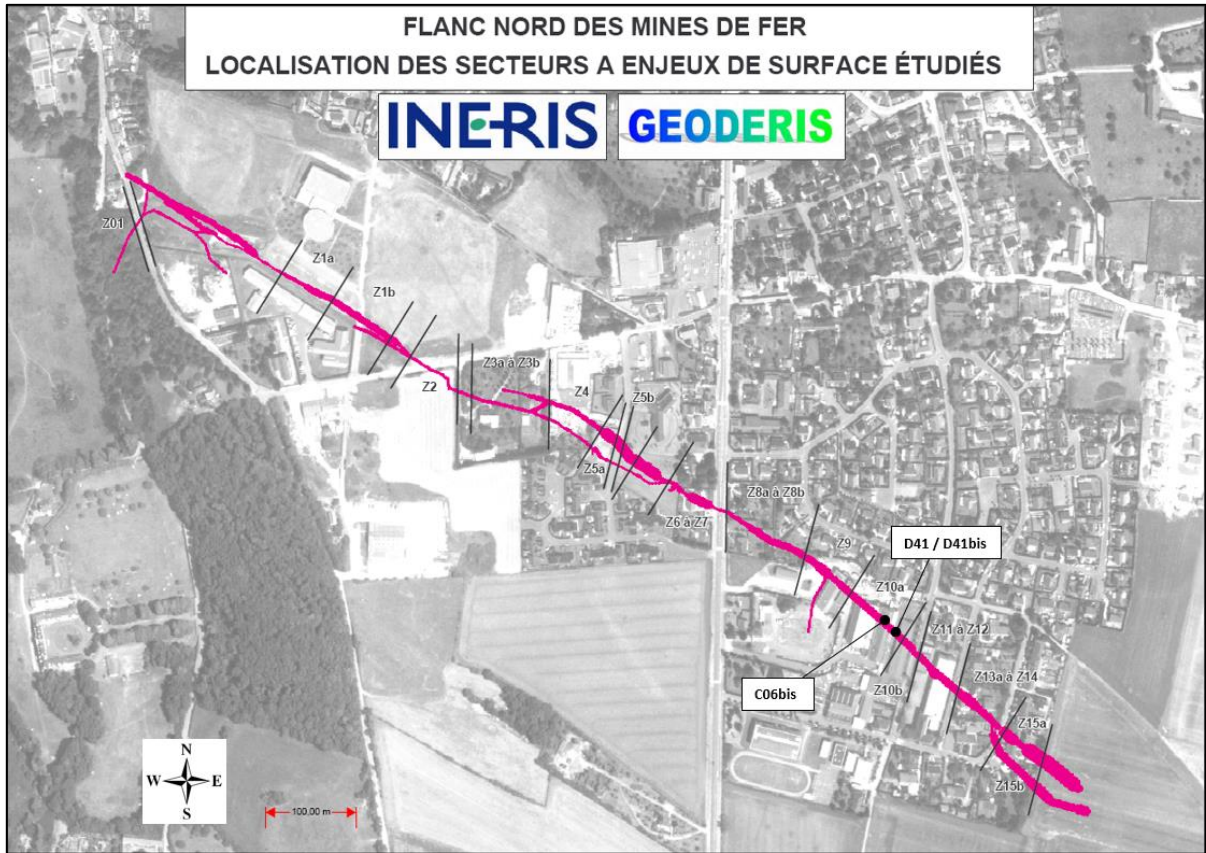 FLANC NORD DES MINES DE FER
LOCALISATION DES SECTEURS A ENJEUX DE SURFACE ÉTUDIÉS
INERIS
GEODERIS
Z01
Z1a
Z1b
Z2
Z3a à Z3b
Z4
Z5b
Z5a
Z6 à Z7
Z8a à Z8b
Z9
D41 / D41bis
Z10a
Z11 à Z12
C06bis
Z10b
Z13a à Z14
Z15a
Z15b
N
W E
S
100,00 m